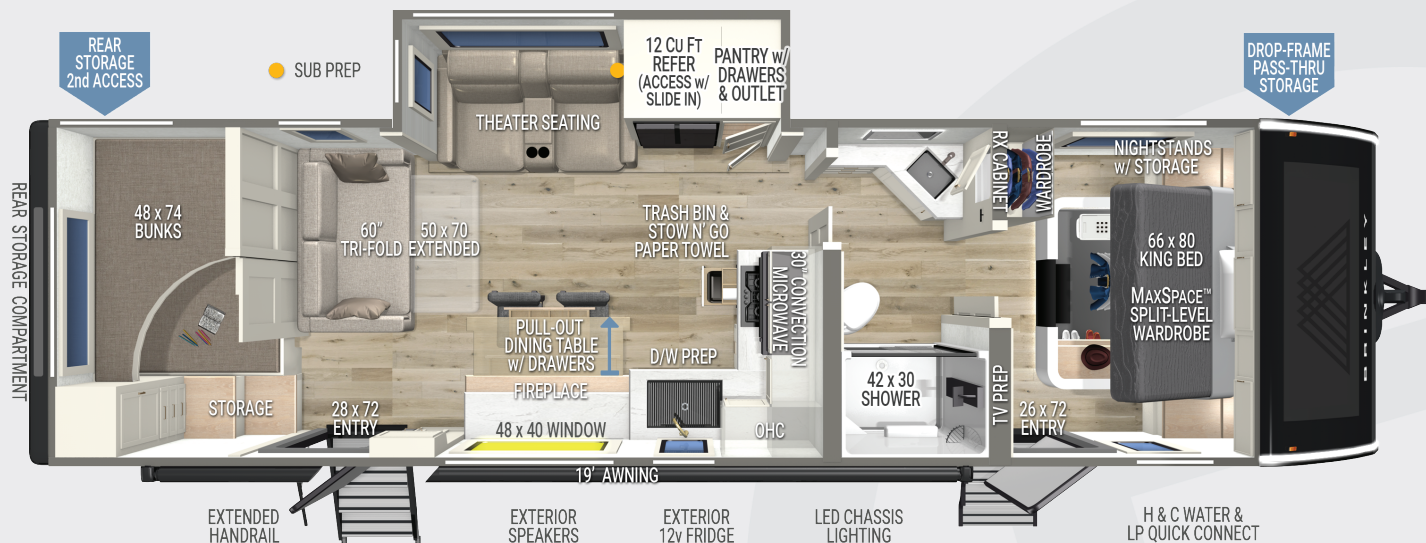 REAR
STORAGE
2nd ACCESS
SUB PREP
12 CU FT
REFER
(ACCESS w/
SLIDE IN)
PANTRY w/
DRAWERS
& OUTLET
DROP-FRAME
PASS-THRU
STORAGE
THEATER SEATING
REAR STORAGE COMPARTMENT
48 x 74
BUNKS
60"
TRI-FOLD
50 x 70
EXTENDED
TRASH BIN &
STOW N' GO
PAPER TOWEL
RX CABINET
WARDROBE
NIGHTSTANDS
w/ STORAGE
66 x 80
KING BED
MAXSPACE™
SPLIT-LEVEL
WARDROBE
BRINKLEY
30" CONVECTION
MICROWAVE
PULL-OUT
DINING TABLE
w/ DRAWERS
D/W PREP
FIREPLACE
STORAGE
28 x 72
ENTRY
48 x 40 WINDOW
OHC
42 x 30
SHOWER
TV PREP
26 x 72
ENTRY
19' AWNING
EXTENDED
HANDRAIL
EXTERIOR
SPEAKERS
EXTERIOR
12v FRIDGE
LED CHASSIS
LIGHTING
H & C WATER &
LP QUICK CONNECT